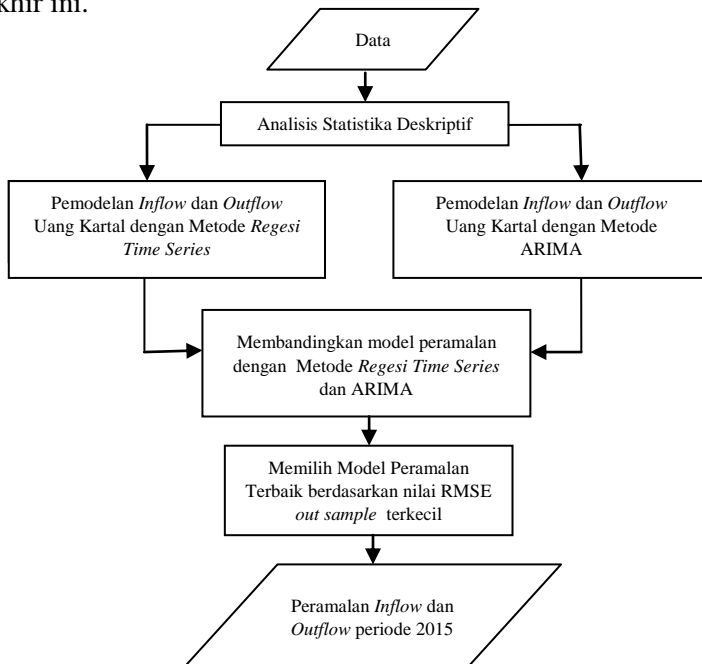 khir ini.
Data
Analisis Statistika Deskriptif
Pemodelan Inflow dan Outflow
Uang Kartal dengan Metode Regesi
Time Series
Pemodelan Inflow dan Outflow
Uang Kartal dengan Metode
ARIMA
Membandingkan model peramalan
dengan Metode Regesi Time Series
dan ARIMA
Memilih Model Peramalan
Terbaik berdasarkan nilai RMSE
out sample terkecil
Peramalan Inflow dan
Outflow periode 2015